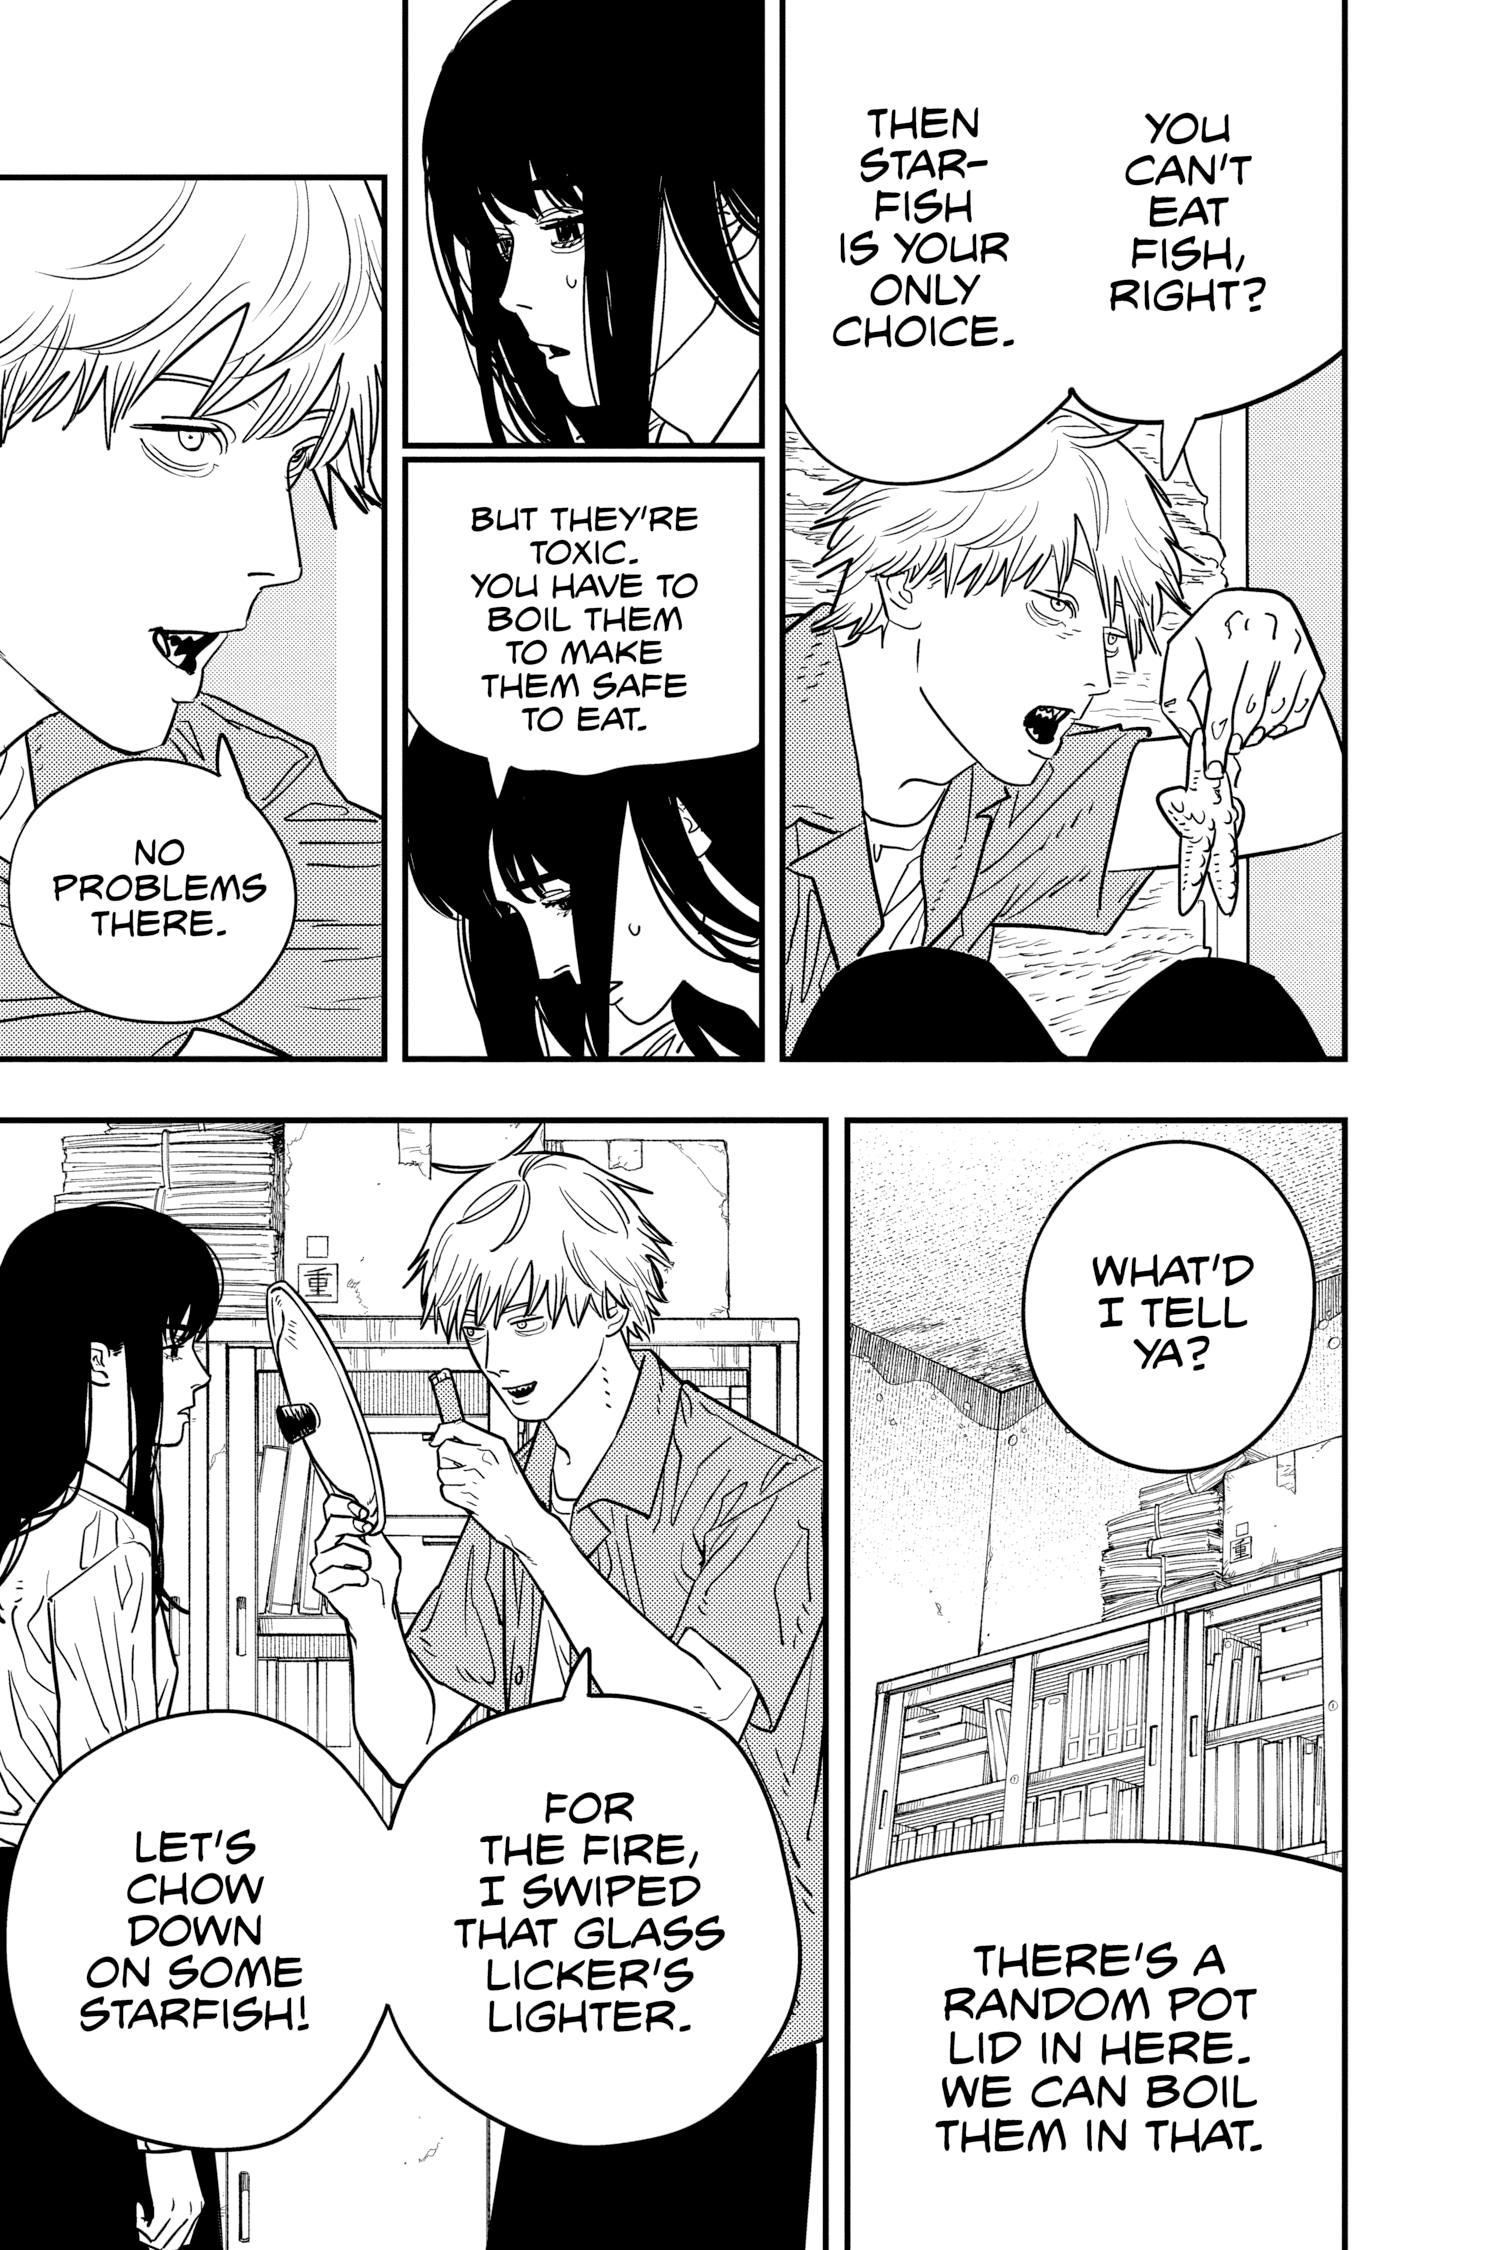 YOU
CAN'T
EAT
FISH,
RIGHT?
THEN
STAR-
FISH
IS YOUR
ONLY
CHOICE.
BUT THEY'RE
TOXIC.
YOU HAVE TO
BOIL THEM
TO MAKE
THEM SAFE
TO EAT.
NO
PROBLEMS
THERE.
WHAT'D
I TELL
YA?
重
THERE'S A
RANDOM POT
LID IN HERE.
WE CAN BOIL
THEM IN THAT.
重
FOR
THE FIRE,
I SWIPED
THAT GLASS
LICKER'S
LIGHTER.
LET'S
CHOW
DOWN
ON SOME
STARFISH!